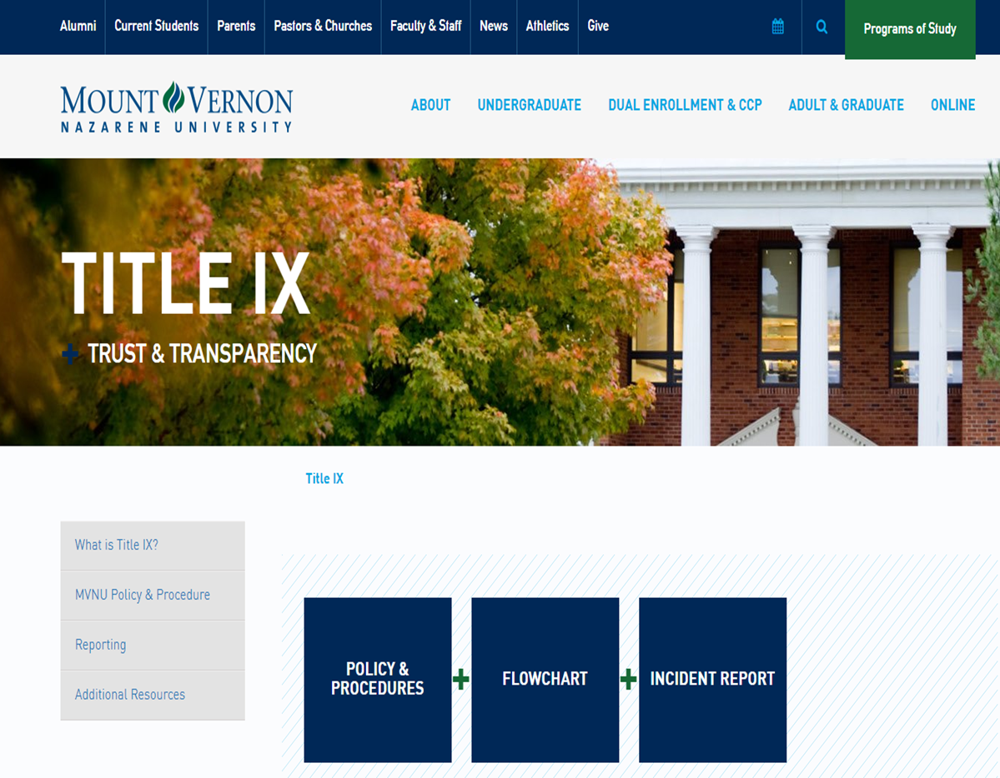 Alumni Current Students Parents Pastors & Churches Faculty & Staff News Athletics Give Programs of Study
MOUNT VERNON
NAZARENE UNIVERSITY
ABOUT UNDERGRADUATE DUAL ENROLLMENT & CCP ADULT & GRADUATE ONLINE
TITLE IX
+ TRUST & TRANSPARENCY
Title IX
What is Title IX?
MVNU Policy & Procedure
Reporting
Additional Resources
POLICY &
PROCEDURES
+
FLOWCHART
+
INCIDENT REPORT